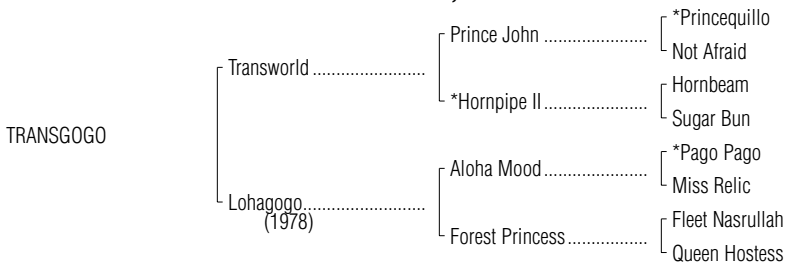 *Princequillo
Prince John ......................
Not Afraid
Transworld ........................
Hornbeam
*Hornpipe II ......................
Sugar Bun
TRANSGOGO
*Pago Pago
Aloha Mood ......................
Miss Relic
Lohagogo..........................
(1978)
Fleet Nasrullah
Forest Princess .................
Queen Hostess